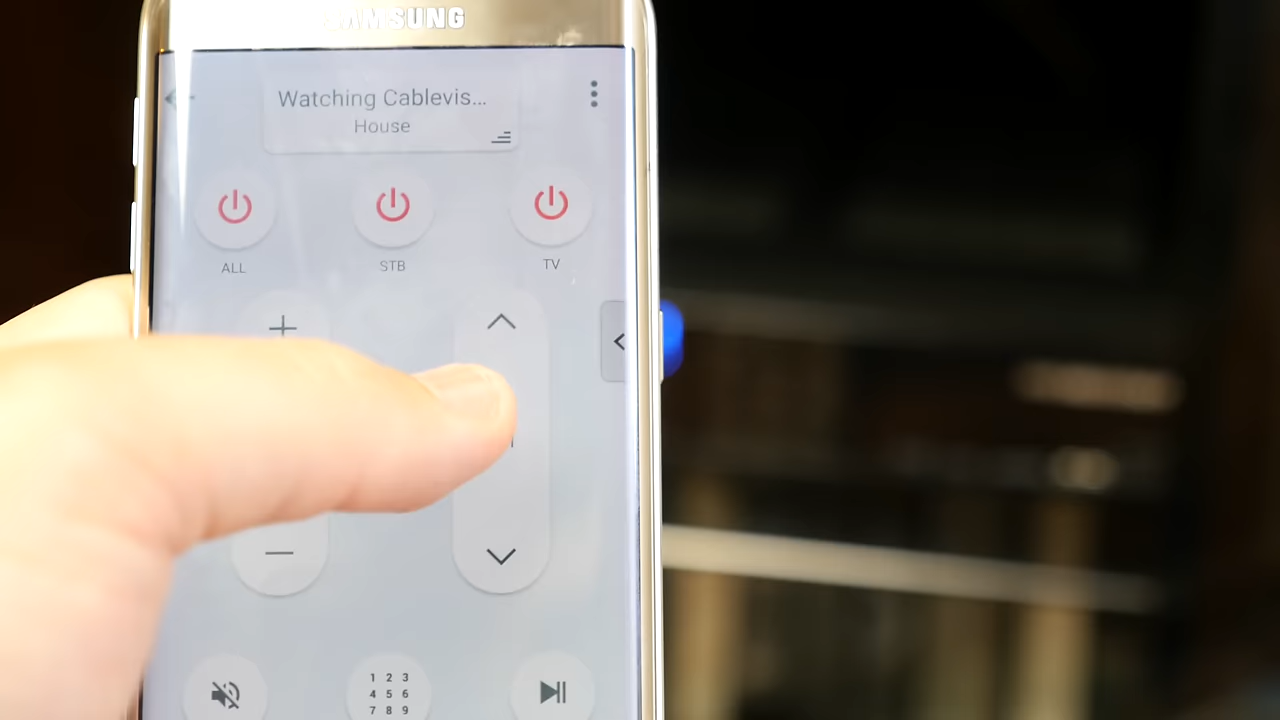 SAMSUNG
Watching Cablevis...
House
ALL
STB
TV
1 2 3
4 5 6
7 8 9